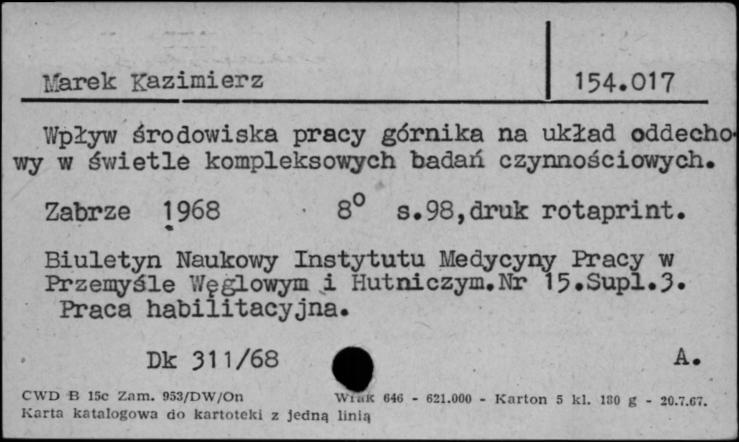 Marek Kazimierz 154.017
Wpływ środowiska pracy górnika na układ oddecho-
wy w świetle kompleksowych badań czynnościowych.
Zabrze 1968 8° s.98,druk rotaprint.
Biuletyn Naukowy Instytutu Medycyny Pracy w
Przemyśle Węglowym i Hutniczym.Nr 15.Supl.3.
Praca habilitacyjna.
Dk 311/68 A.
CWD B 15c Zam. 953/DW/On 646 - 621.000 - Karton 5 kl. 180 g - 20.7.67.
Karta katalogowa do kartoteki z jedną linią